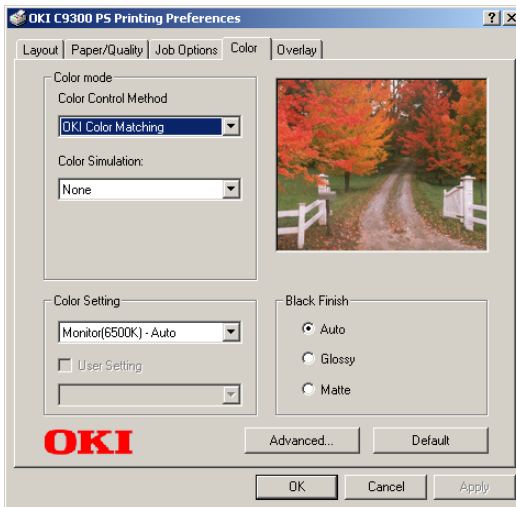 OKI C9300 PS Printing Preferences
Layout
Paper/Quality
Job Options
Color
Overlay
Color mode
Color Control Method
OKI Color Matching
Color Simulation:
None
Color Setting
Monitor(6500K) - Auto
User Setting
Black Finish
Auto
Glossy
Matte
OKI
Advanced...
Default
OK
Cancel
Apply